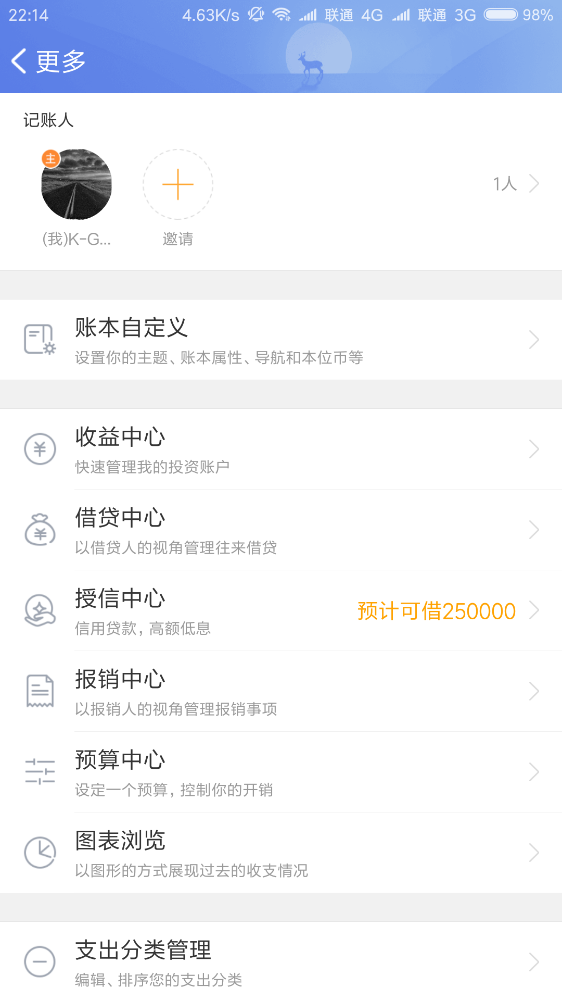 22:14 4.63K/s 联通 4G 联通 3G 98%
更多
记账人
主
1人
(我)K-G... 邀请
账本自定义
设置你的主题、账本属性、导航和本位币等
收益中心
快速管理我的投资账户
借贷中心
以借贷人的视角管理往来借贷
授信中心
预计可借250000
信用贷款，高额低息
报销中心
以报销人的视角管理报销事项
预算中心
设定一个预算，控制你的开销
图表浏览
以图形的方式展现过去的收支情况
支出分类管理
编辑、排序您的支出分类